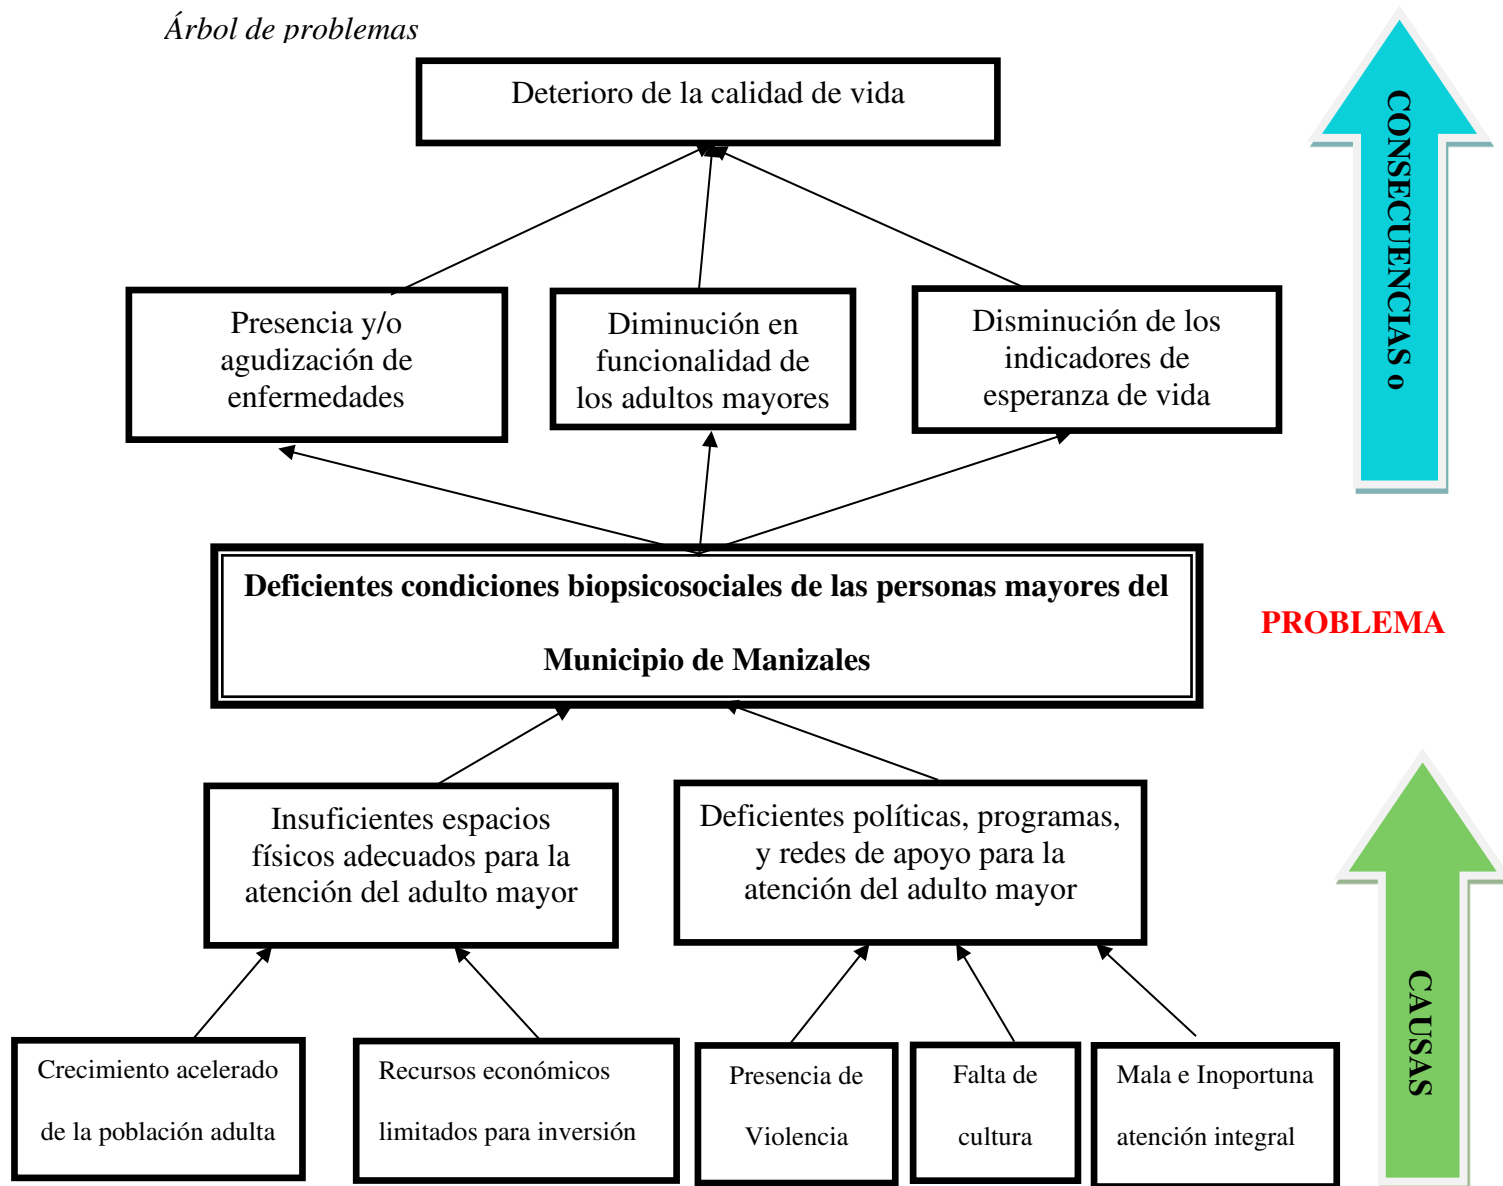 Árbol de problemas
Deterioro de la calidad de vida
CONSECUENCIAS o
Presencia y/o
agudización de
enfermedades
Diminución en
funcionalidad de
los adultos mayores
Disminución de los
indicadores de
esperanza de vida
Deficientes condiciones biopsicosociales de las personas mayores del
Municipio de Manizales
PROBLEMA
Insuficientes espacios
físicos adecuados para la
atención del adulto mayor
Deficientes políticas, programas,
y redes de apoyo para la
atención del adulto mayor
CAUSAS
Crecimiento acelerado
de la población adulta
Recursos económicos
limitados para inversión
Presencia de
Violencia
Falta de
cultura
Mala e Inoportuna
atención integral